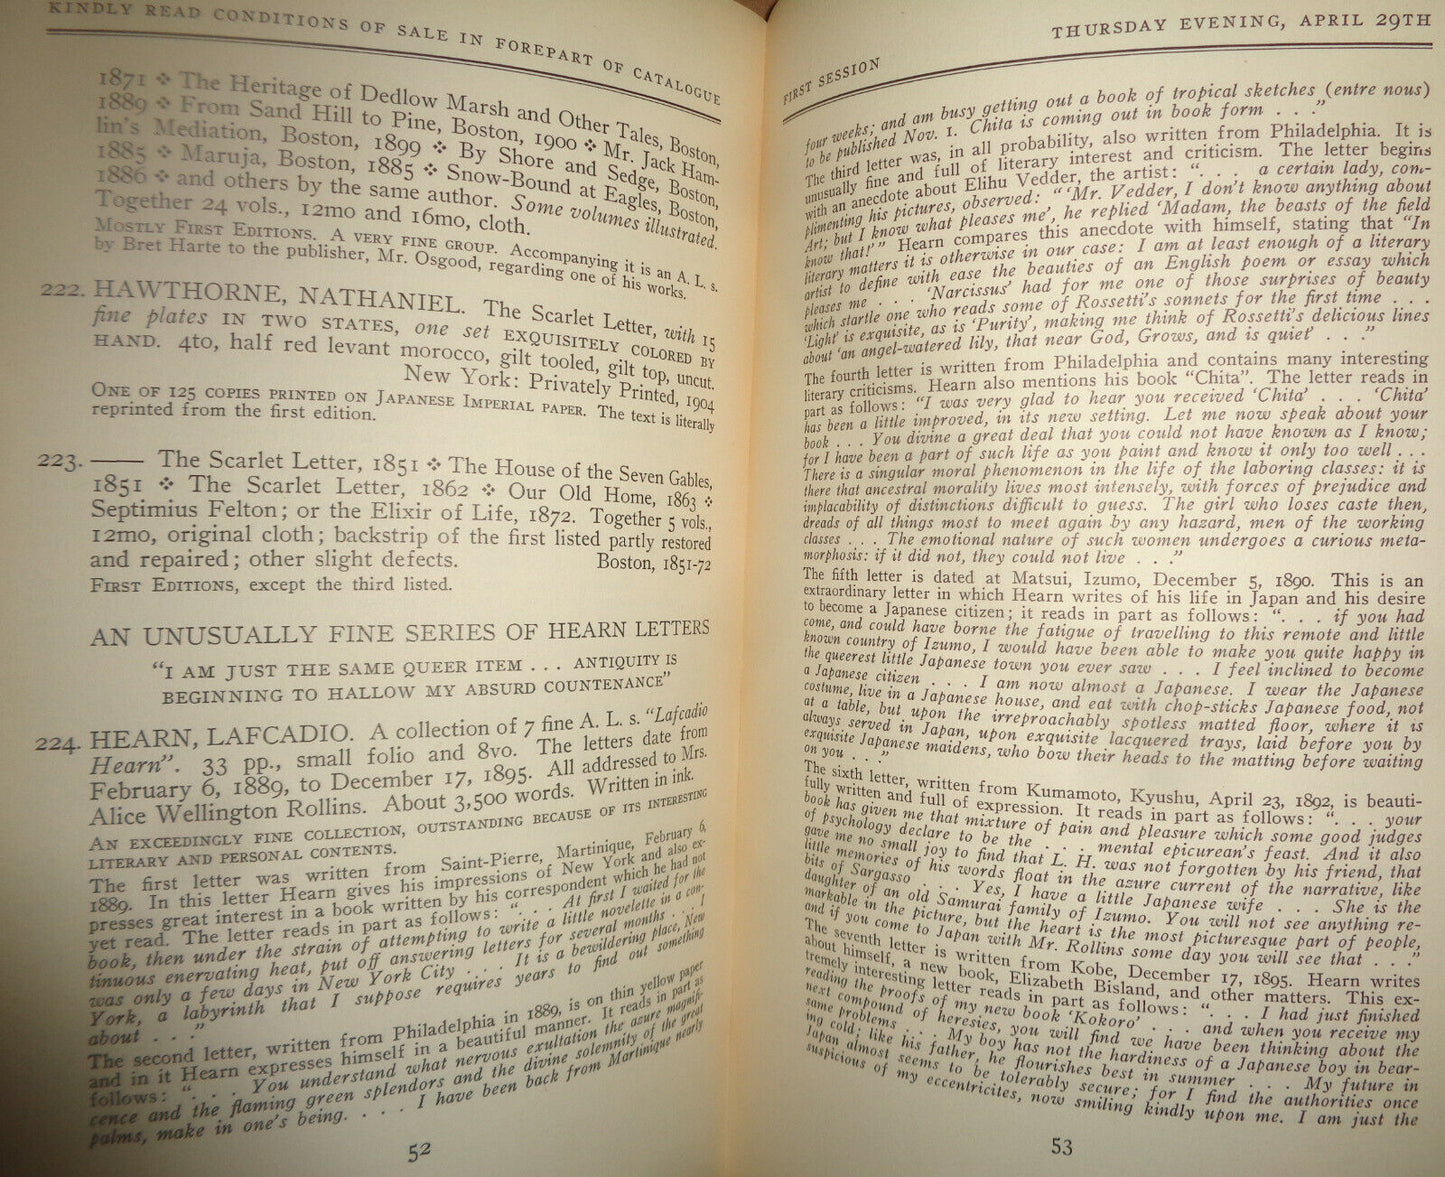 KINDLY READ CONDITIONS OF SALE IN FOREPART OF CATALOGUE
1871 ❖ The Heritage of Dedlow Marsh and Other Tales, Boston,
1889 ❖ From Sand Hill to Pine, Boston, 1900 ❖ Mr. Jack Ham-
lin's Mediation, Boston, 1899 ❖ By Shore and Sedge, Boston,
1885 ❖ Maruja, Boston, 1885 ❖ Snow-Bound at Eagles, Boston,
1886 ❖ and others by the same author. Some volumes illustrated.
Together 24 vols., 12mo and 16mo, cloth.
MOSTLY FIRST EDITIONS. A VERY FINE GROUP. Accompanying it is an A. L. s.
by Bret Harte to the publisher, Mr. Osgood, regarding one of his works.
222. HAWTHORNE, NATHANIEL. The Scarlet Letter, with 15
fine plates IN TWO STATES, one set EXQUISITELY COLORED BY
HAND. 4to, half red levant morocco, gilt tooled, gilt top, uncut.
New York: Privately Printed, 1904
ONE OF 125 COPIES PRINTED ON JAPANESE IMPERIAL PAPER. The text is literally
reprinted from the first edition.
223. —— The Scarlet Letter, 1851 ❖ The House of the Seven Gables,
1851 ❖ The Scarlet Letter, 1862 ❖ Our Old Home, 1863 ❖
Septimius Felton; or the Elixir of Life, 1872. Together 5 vols.,
12mo, original cloth; backstrip of the first listed partly restored
and repaired; other slight defects. Boston, 1851-72
FIRST EDITIONS, except the third listed.
AN UNUSUALLY FINE SERIES OF HEARN LETTERS
"I AM JUST THE SAME QUEER ITEM . . . ANTIQUITY IS
BEGINNING TO HALLOW MY ABSURD COUNTENANCE"
224. HEARN, LAFCADIO. A collection of 7 fine A. L. s. "Lafcadio
Hearn". 33 pp., small folio and 8vo. The letters date from
February 6, 1889, to December 17, 1895. All addressed to Mrs.
Alice Wellington Rollins. About 3,500 words. Written in ink.
AN EXCEEDINGLY FINE COLLECTION, OUTSTANDING BECAUSE OF ITS INTERESTING
LITERARY AND PERSONAL CONTENTS.
The first letter was written from Saint-Pierre, Martinique, February 6,
1889. In this letter Hearn gives his impressions of New York and also ex-
presses great interest in a book written by his correspondent which he had not
yet read. The letter reads in part as follows: ". . . At first I waited for the
book, then under the strain of attempting to write a little novelette in a con-
tinuous enervating heat, put off answering letters for several months . . . I
was only a few days in New York City . . . It is a bewildering place, New
York, a labyrinth that I suppose requires years to find out something
about . . ."
The second letter, written from Philadelphia in 1889, is on thin yellow paper
and in it Hearn expresses himself in a beautiful manner. It reads in part as
follows: ". . . You understand what nervous exultation the azure magnifi-
cence and the flaming green splendors and the divine solemnity of the great
palms, make in one's being. . . . I have been back from Martinique nearly
52
THURSDAY EVENING, APRIL 29TH
FIRST SESSION
four weeks; and am busy getting out a book of tropical sketches (entre nous)
to be published Nov. 1. Chita is coming out in book form . . ."
The third letter was, in all probability, also written from Philadelphia. It is
unusually fine and full of literary interest and criticism. The letter begins
with an anecdote about Elihu Vedder, the artist: ". . . a certain lady, com-
plimenting his pictures, observed: "'Mr. Vedder, I don't know anything about
Art; but I know what pleases me', he replied 'Madam, the beasts of the field
know that!'" Hearn compares this anecdote with himself, stating that "In
literary matters it is otherwise in our case: I am at least enough of a literary
artist to define with ease the beauties of an English poem or essay which
pleases me . . . 'Narcissus' had for me one of those surprises of beauty
which startle one who reads some of Rossetti's sonnets for the first time . . .
'Light' is exquisite, as is 'Purity', making me think of Rossetti's delicious lines
about 'an angel-watered lily, that near God, Grows, and is quiet' . . ."
The fourth letter is written from Philadelphia and contains many interesting
literary criticisms. Hearn also mentions his book "Chita". The letter reads in
part as follows: "I was very glad to hear you received 'Chita' . . . 'Chita'
has been a little improved, in its new setting. Let me now speak about your
book . . . You divine a great deal that you could not have known as I know;
for I have been a part of such life as you paint and know it only too well . . .
There is a singular moral phenomenon in the life of the laboring classes: it is
there that ancestral morality lives most intensely, with forces of prejudice and
implacability of distinctions difficult to guess. The girl who loses caste then,
dreads of all things most to meet again by any hazard, men of the working
classes . . . The emotional nature of such women undergoes a curious meta-
morphosis: if it did not, they could not live . . ."
The fifth letter is dated at Matsui, Izumo, December 5, 1890. This is an
extraordinary letter in which Hearn writes of his life in Japan and his desire
to become a Japanese citizen; it reads in part as follows: ". . . if you had
come, and could have borne the fatigue of travelling to this remote and little
known country of Izumo, I would have been able to make you quite happy in
the queerest little Japanese town you ever saw . . . I feel inclined to become
a Japanese citizen . . . I am now almost a Japanese. I wear the Japanese
costume, live in a Japanese house, and eat with chop-sticks Japanese food, not
at a table, but upon the irreproachably spotless matted floor, where it is
always served in Japan, upon exquisite lacquered trays, laid before you by
exquisite Japanese maidens, who bow their heads to the matting before waiting
on you . . ."
The sixth letter, written from Kumamoto, Kyushu, April 23, 1892, is beauti-
fully written and full of expression. It reads in part as follows: ". . . your
book has given me that mixture of pain and pleasure which some good judges
of psychology declare to be the . . . mental epicurean's feast. And it also
gave me no small joy to find that L. H. was not forgotten by his friend, that
little memories of his words float in the azure current of the narrative, like
bits of Sargasso . . . Yes, I have a little Japanese wife . . . She is the
daughter of an old Samurai family of Izumo. You will not see anything re-
markable in the picture, but the heart is the most picturesque part of people,
and if you come to Japan with Mr. Rollins some day you will see that . . ."
The seventh letter is written from Kobe, December 17, 1895. Hearn writes
about himself, a new book, Elizabeth Bisland, and other matters. This ex-
tremely interesting letter reads in part as follows: ". . . I had just finished
reading the proofs of my new book 'Kokoro' . . . and when you receive my
next compound of heresies, you will find we have been thinking about the
same problems . . . My boy has not the hardiness of a Japanese boy in bear-
ing cold; like his father, he flourishes best in summer . . . My future in
Japan almost seems to be tolerably secure; for I find the authorities once
suspicious of my eccentricites, now smiling kindly upon me. I am just the
53